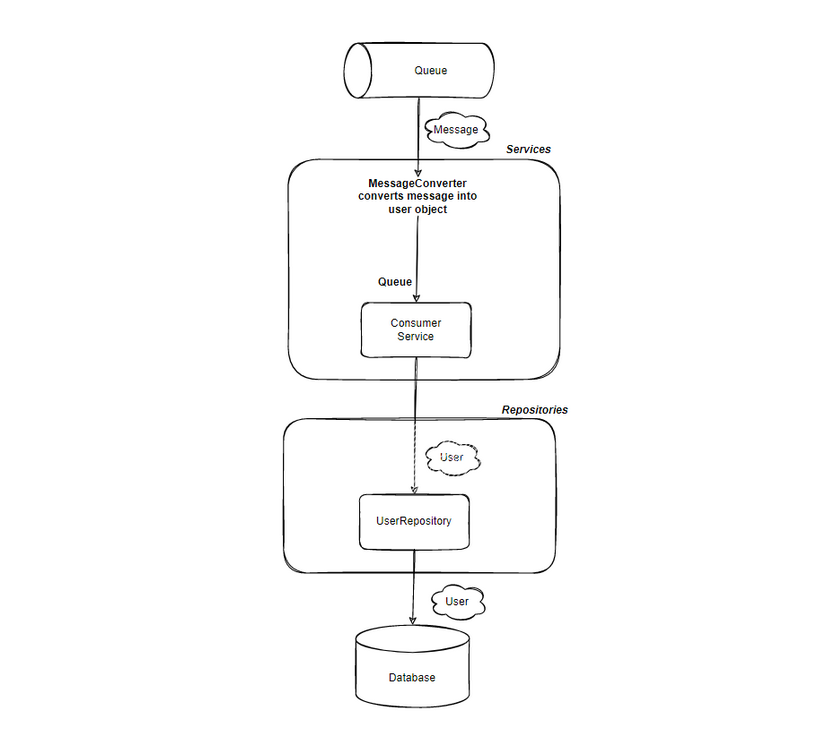 Queue
Message
Services
MessageConverter
converts message into
user object
Queue
Consumer
Service
Repositories
User
UserRepository
User
Database